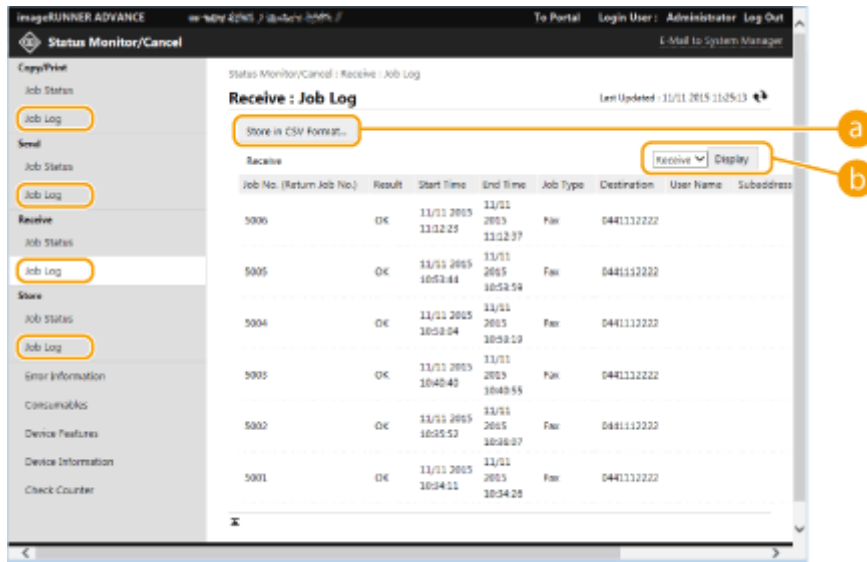 imageRUNNER ADVANCE To Portal Login User : Administrator Log Out
Status Monitor/Cancel E-Mail to System Manager
Copy/Print
Job Status
Job Log
Send
Job Status
Job Log
Receive
Job Status
Job Log
Store
Job Status
Job Log
Error Information
Consumables
Device Features
Device Information
Check Counter
Status Monitor/Cancel : Receive : Job Log
Receive : Job Log Last Updated : 11/11 2015 11:25:13
Store in CSV Format...
a
Receive Receive Display
b
Job No. (Return Job No.) Result Start Time End Time Job Type Destination User Name Subaddress
5006 OK 11/11 2015 11:12:23 11/11 2015 11:12:37 Fax 0441112222
5005 OK 11/11 2015 10:53:44 11/11 2015 10:53:59 Fax 0441112222
5004 OK 11/11 2015 10:53:04 11/11 2015 10:53:19 Fax 0441112222
5003 OK 11/11 2015 10:40:40 11/11 2015 10:40:55 Fax 0441112222
5002 OK 11/11 2015 10:35:52 11/11 2015 10:36:07 Fax 0441112222
5001 OK 11/11 2015 10:34:11 11/11 2015 10:34:26 Fax 0441112222